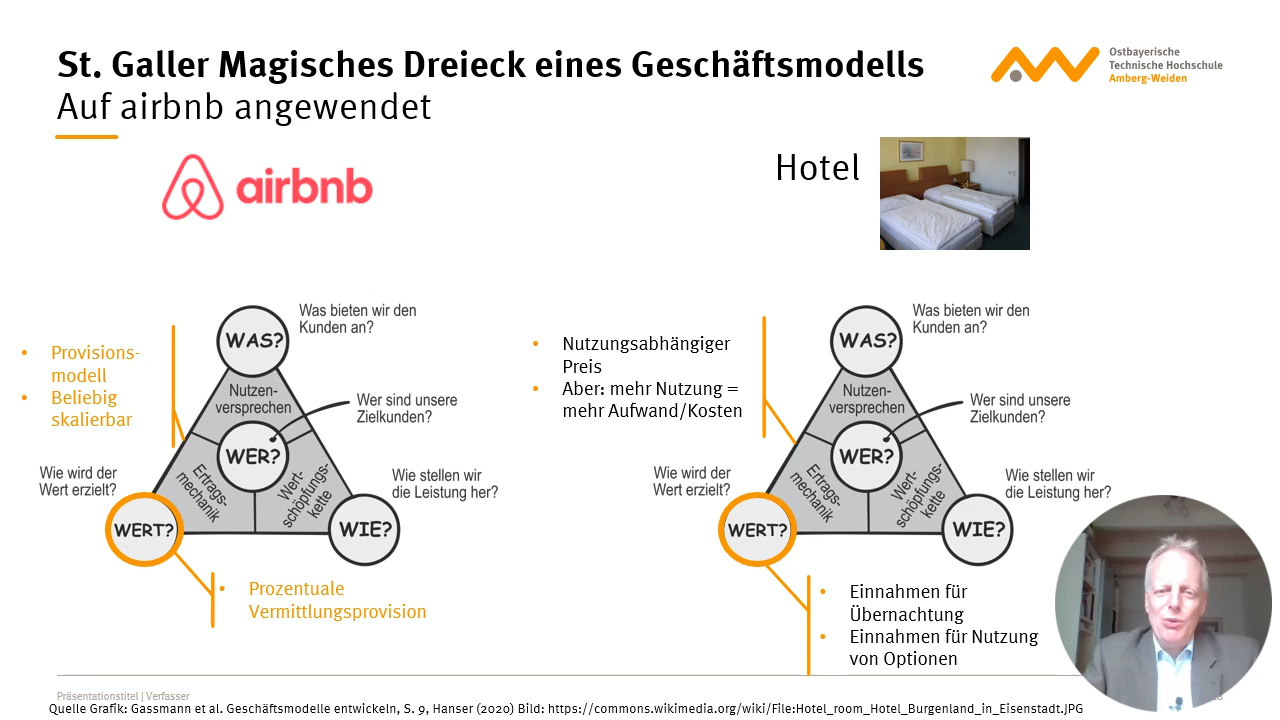 St. Galler Magisches Dreieck eines Geschäftsmodells
Auf airbnb angewendet
Ostbayerische
Technische Hochschule
Amberg-Weiden
airbnb
Hotel
Was bieten wir den
Kunden an?
WAS?
• Provisions-
modell
• Beliebig
skalierbar
Nutzen-
versprechen
Wer sind unsere
Zielkunden?
WER?
Wie wird der
Wert erzielt?
Ertrags-
mechanik
Wert-
schöpfungs-
kette
Wie stellen wir
die Leistung her?
WERT?
WIE?
• Prozentuale
Vermittlungsprovision
Was bieten wir den
Kunden an?
WAS?
• Nutzungsabhängiger
Preis
• Aber: mehr Nutzung =
mehr Aufwand/Kosten
Nutzen-
versprechen
Wer sind unsere
Zielkunden?
WER?
Wie wird der
Wert erzielt?
Ertrags-
mechanik
Wert-
schöpfungs-
kette
Wie stellen wir
die Leistung her?
WERT?
WIE?
• Einnahmen für
Übernachtung
• Einnahmen für Nutzung
von Optionen
Präsentationstitel | Verfasser
Quelle Grafik: Gassmann et al. Geschäftsmodelle entwickeln, S. 9, Hanser (2020) Bild: https://commons.wikimedia.org/wiki/File:Hotel_room_Hotel_Burgenland_in_Eisenstadt.JPG